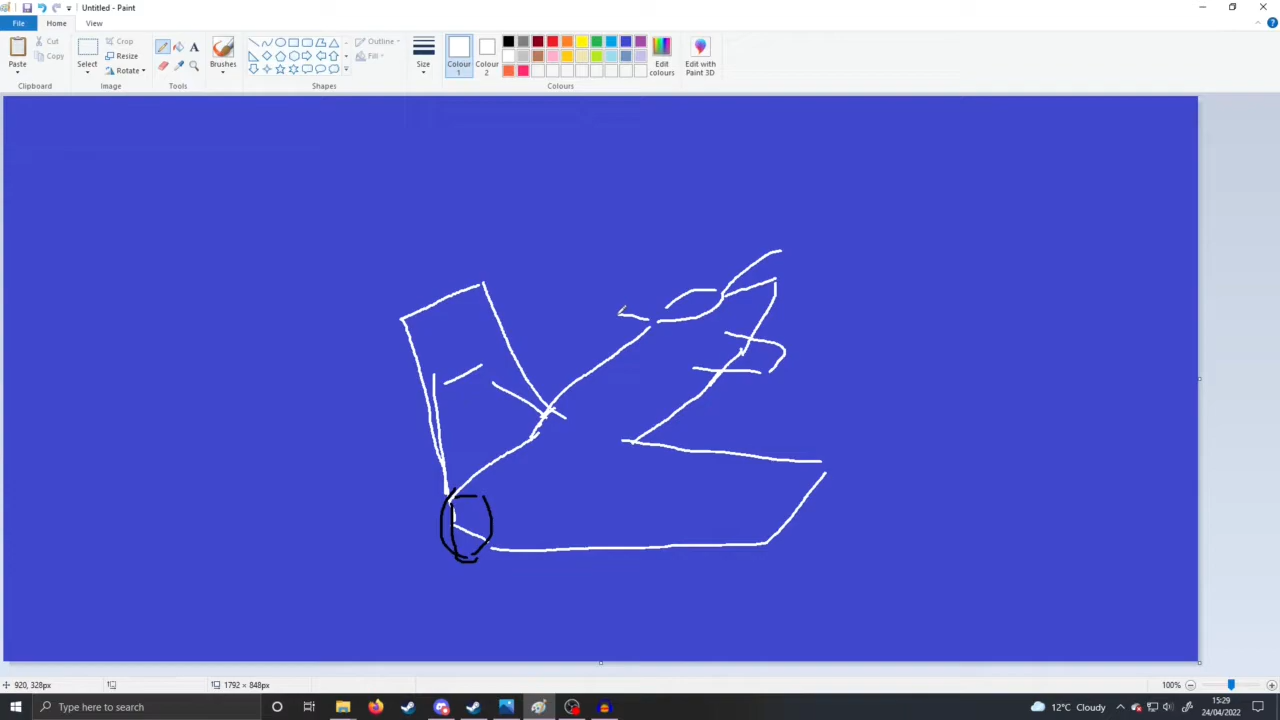 Untitled - Paint
File Home View
Paste Cut Copy
Select Crop Resize Rotate
Brushes
Outline Fill
Size
Colour 1
Colour 2
Edit colours
Edit with Paint 3D
Clipboard Image Tools Shapes Colours
920, 328px 1792 × 848px 100%
Type here to search
12°C Cloudy
15:29
24/04/2022